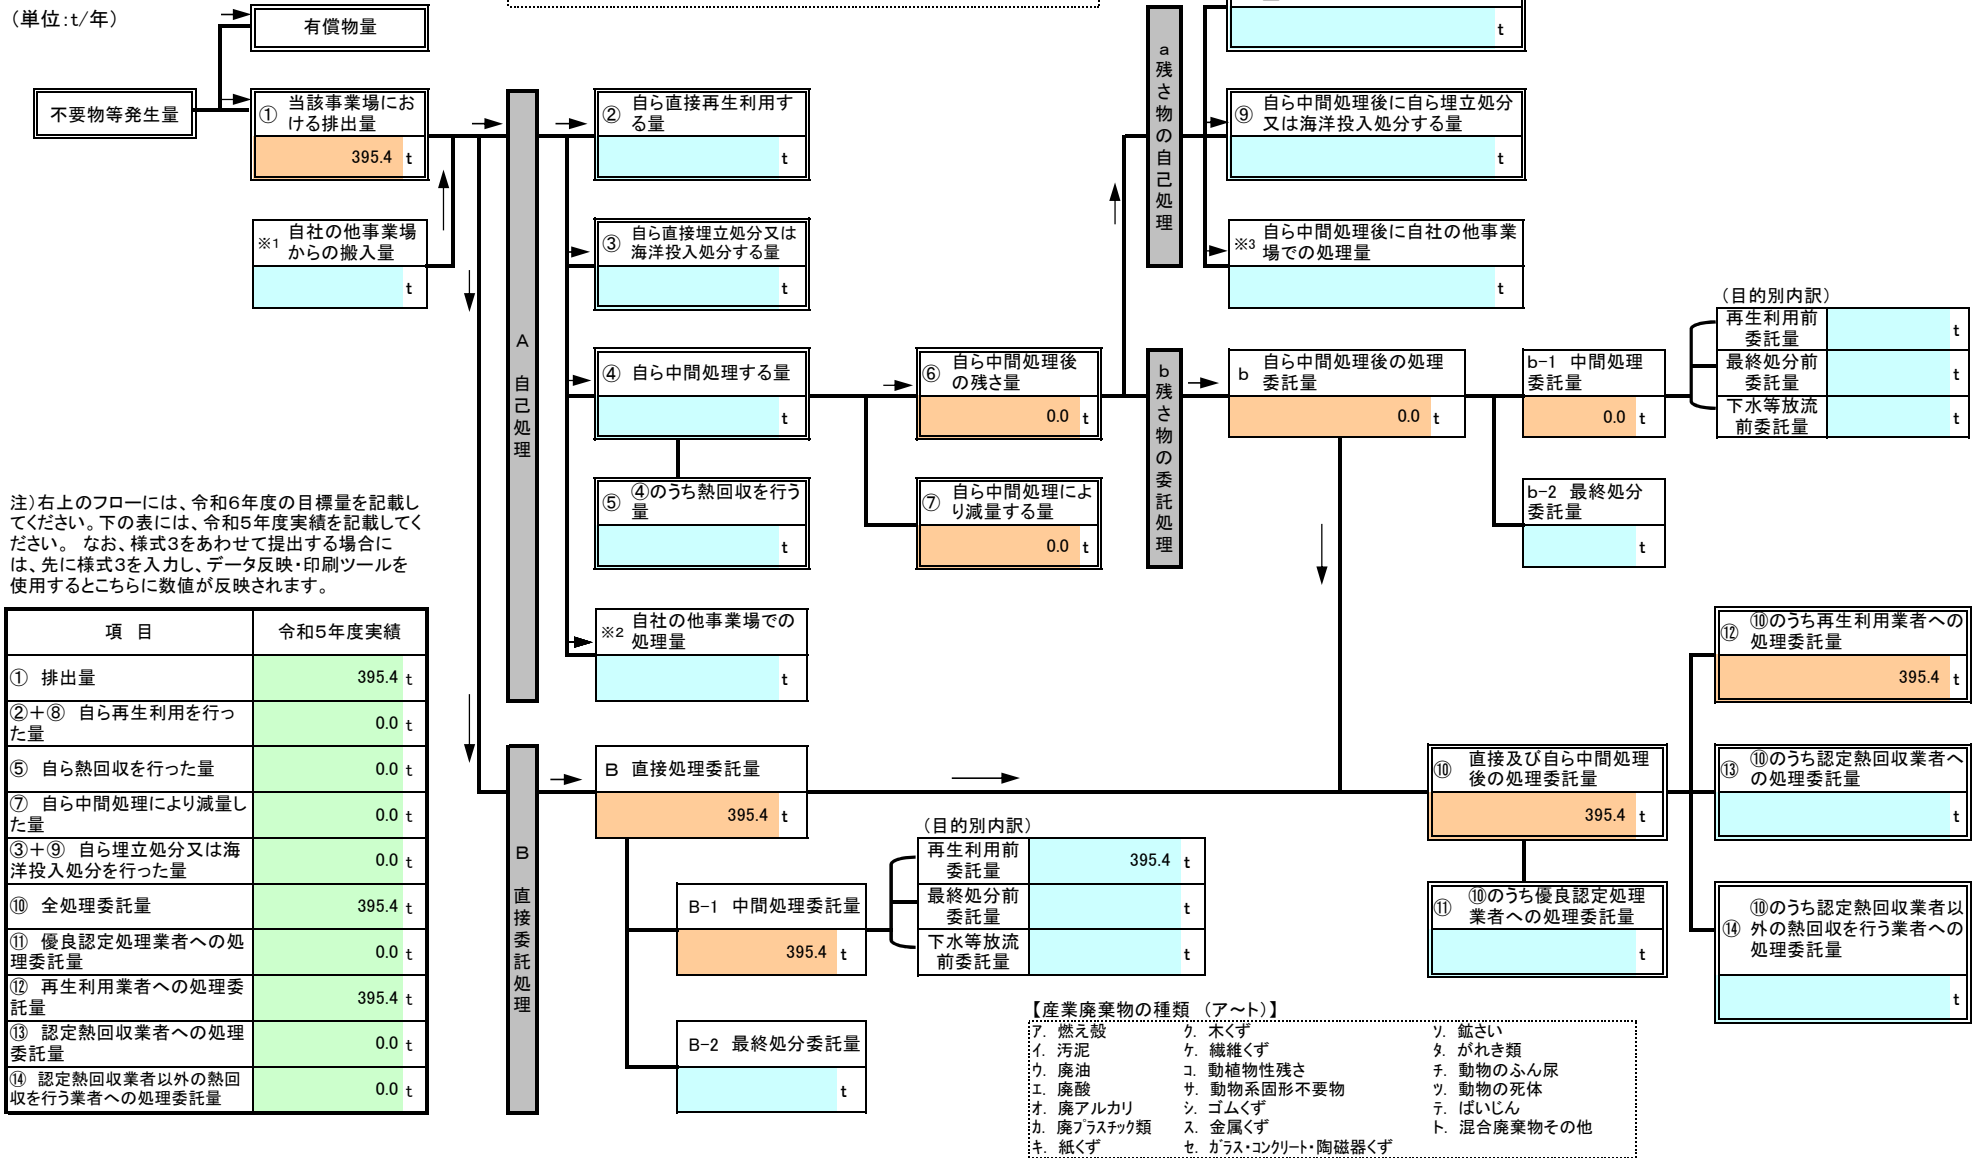 (単位:t/年)
有償物量
不要物等発生量
① 当該事業場にお
ける排出量
395.4 t
※1 自社の他事業場
からの搬入量
t
A 自己処理
② 自ら直接再生利用す
る量
t
③ 自ら直接埋立処分又は
海洋投入処分する量
t
④ 自ら中間処理する量
t
⑤ ④のうち熱回収を行う
量
t
※2 自社の他事業場での
処理量
t
⑥ 自ら中間処理後
の残さ量
0.0 t
⑦ 自ら中間処理によ
り減量する量
0.0 t
a 残さ物の自己処理
t
⑨ 自ら中間処理後に自ら埋立処分
又は海洋投入処分する量
t
※3 自ら中間処理後に自社の他事業
場での処理量
t
b 残さ物の委託処理
b 自ら中間処理後の処理
委託量
0.0 t
b-1 中間処理
委託量
0.0 t
b-2 最終処分
委託量
t
(目的別内訳)
再生利用前
委託量
t
最終処分前
委託量
t
下水等放流
前委託量
t
注)右上のフローには、令和6年度の目標量を記載し
てください。下の表には、令和5年度実績を記載してく
ださい。 なお、様式3をあわせて提出する場合に
は、先に様式3を入力し、データ反映・印刷ツールを
使用するとこちらに数値が反映されます。
項 目 令和5年度実績
① 排出量 395.4 t
②+⑧ 自ら再生利用を行っ
た量
0.0 t
⑤ 自ら熱回収を行った量 0.0 t
⑦ 自ら中間処理により減量し
た量
0.0 t
③+⑨ 自ら埋立処分又は海
洋投入処分を行った量
0.0 t
⑩ 全処理委託量 395.4 t
⑪ 優良認定処理業者への処
理委託量
0.0 t
⑫ 再生利用業者への処理委
託量
395.4 t
⑬ 認定熱回収業者への処理
委託量
0.0 t
⑭ 認定熱回収業者以外の熱回
収を行う業者への処理委託量
0.0 t
B 直接委託処理
B 直接処理委託量
395.4 t
B-1 中間処理委託量
395.4 t
B-2 最終処分委託量
t
(目的別内訳)
再生利用前
委託量
395.4 t
最終処分前
委託量
t
下水等放流
前委託量
t
⑩ 直接及び自ら中間処理
後の処理委託量
395.4 t
⑪ ⑩のうち優良認定処理
業者への処理委託量
t
⑫ ⑩のうち再生利用業者への
処理委託量
395.4 t
⑬ ⑩のうち認定熱回収業者へ
の処理委託量
t
⑭ ⑩のうち認定熱回収業者以
外の熱回収を行う業者への
処理委託量
t
【産業廃棄物の種類 (ア~ト)】
ア. 燃え殻 ク. 木くず ソ. 鉱さい
イ. 汚泥 ケ. 繊維くず タ. がれき類
ウ. 廃油 コ. 動植物性残さ チ. 動物のふん尿
エ. 廃酸 サ. 動物系固形不要物 ツ. 動物の死体
オ. 廃アルカリ シ. ゴムくず テ. ばいじん
カ. 廃プラスチック類 ス. 金属くず ト. 混合廃棄物その他
キ. 紙くず セ. ガラス・コンクリート・陶磁器くず